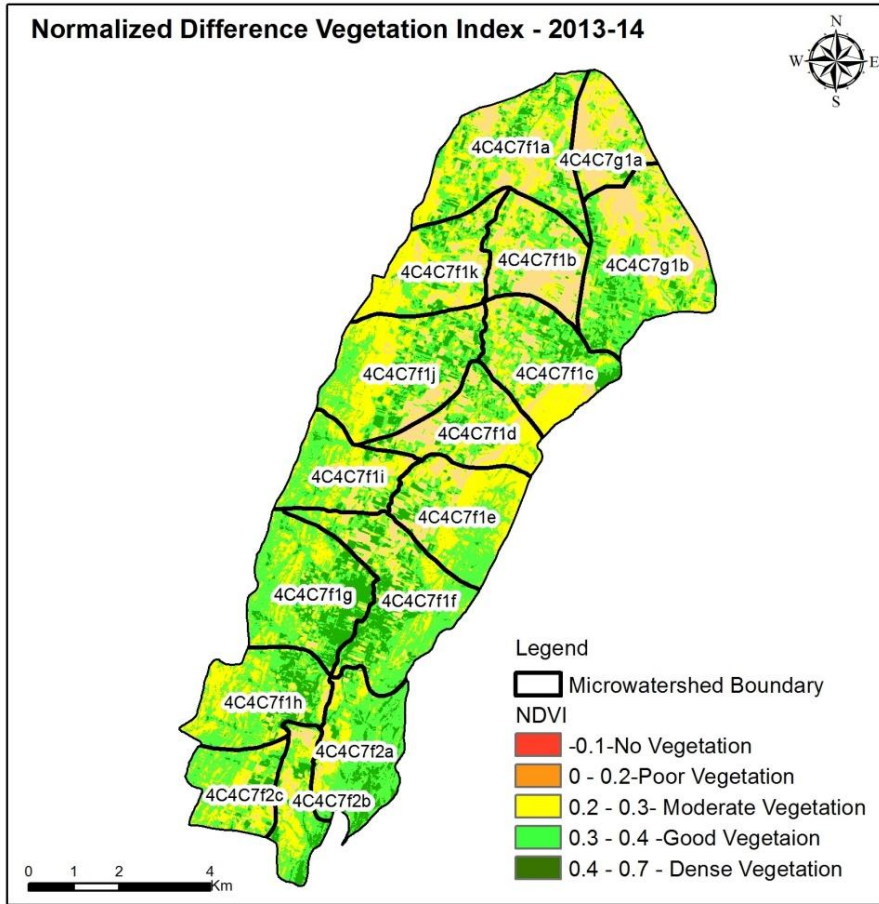 Normalized Difference Vegetation Index - 2013-14
N
W E
S
4C4C7f1a
4C4C7g1a
4C4C7f1b
4C4C7g1b
4C4C7f1k
4C4C7f1j
4C4C7f1c
4C4C7f1d
4C4C7f1i
4C4C7f1e
4C4C7f1g
4C4C7f1f
4C4C7f1h
4C4C7f2a
4C4C7f2c
4C4C7f2b
Legend
Microwatershed Boundary
NDVI
-0.1-No Vegetation
0 - 0.2-Poor Vegetation
0.2 - 0.3- Moderate Vegetation
0.3 - 0.4 -Good Vegetaion
0.4 - 0.7 - Dense Vegetation
0 1 2 4
Km